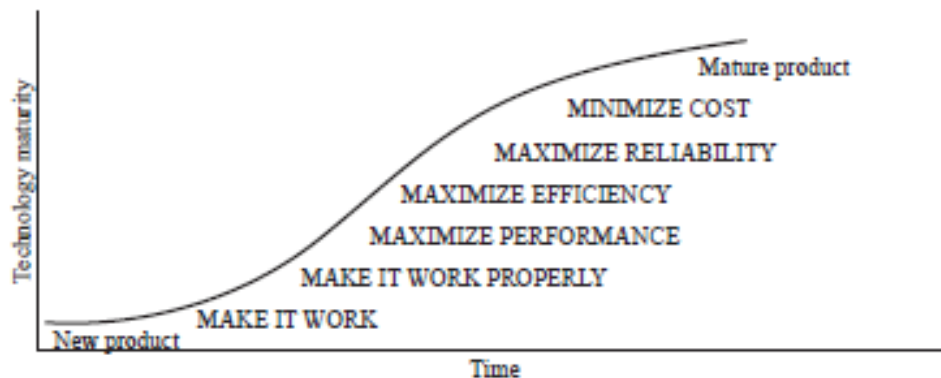 Mature product
MINIMIZE COST
MAXIMIZE RELIABILITY
MAXIMIZE EFFICIENCY
MAXIMIZE PERFORMANCE
MAKE IT WORK PROPERLY
MAKE IT WORK
New product
Technology maturity
Time